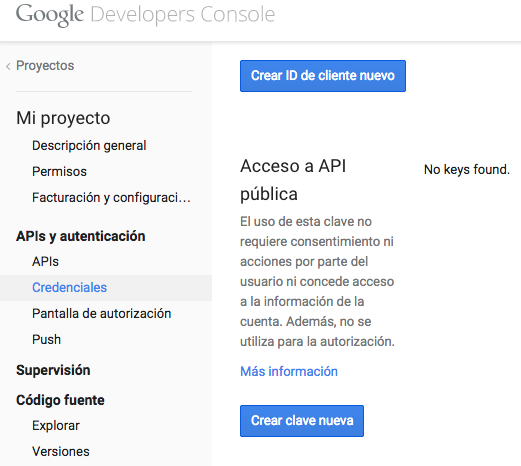 Google Developers Console
Proyectos
Mi proyecto
Descripción general
Permisos
Facturación y configuraci...
APIs y autenticación
APIs
Credenciales
Pantalla de autorización
Push
Supervisión
Código fuente
Explorar
Versiones
Crear ID de cliente nuevo
Acceso a API
pública
El uso de esta clave no
requiere consentimiento ni
acciones por parte del
usuario ni concede acceso
a la información de la
cuenta. Además, no se
utiliza para la autorización.
Más información
Crear clave nueva
No keys found.